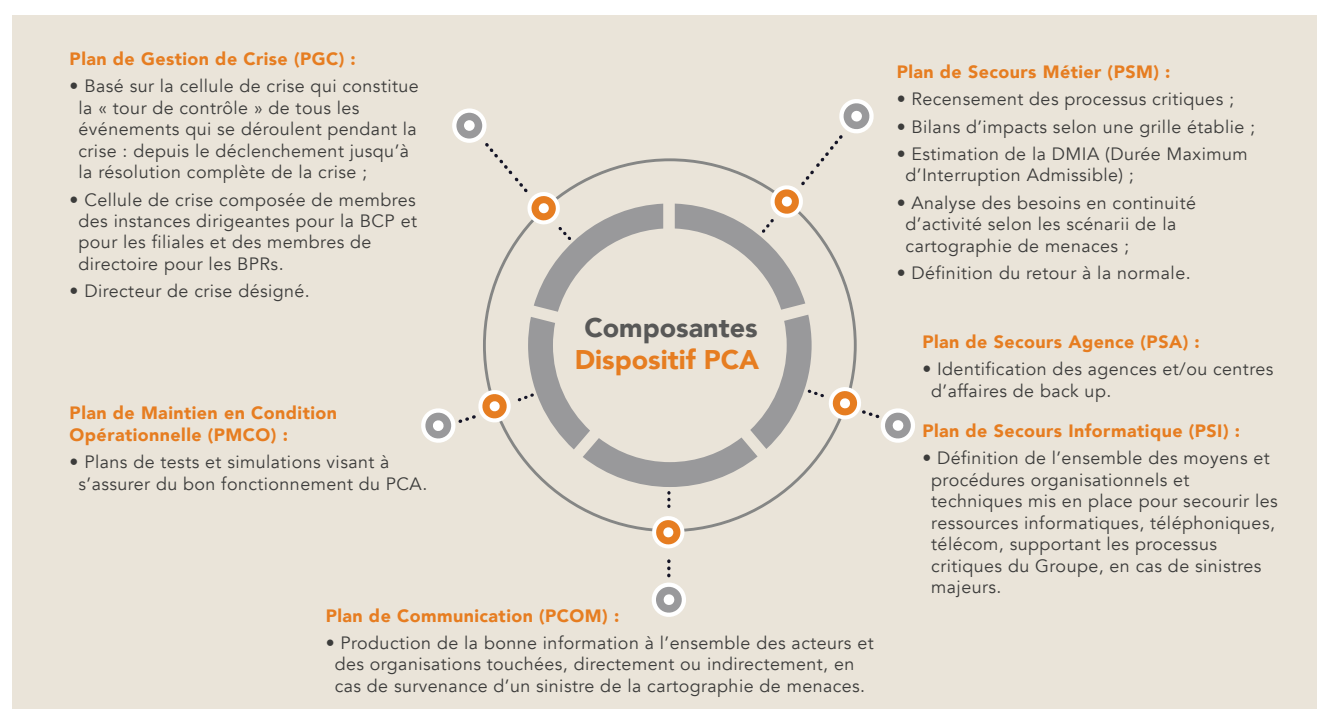 Plan de Gestion de Crise (PGC) :
• Basé sur la cellule de crise qui constitue
la « tour de contrôle » de tous les
événements qui se déroulent pendant la
crise : depuis le déclenchement jusqu’à
la résolution complète de la crise ;
• Cellule de crise composée de membres
des instances dirigeantes pour la BCP et
pour les filiales et des membres de
directoire pour les BPRs.
• Directeur de crise désigné.
Plan de Secours Métier (PSM) :
• Recensement des processus critiques ;
• Bilans d’impacts selon une grille établie ;
• Estimation de la DMIA (Durée Maximum
d’Interruption Admissible) ;
• Analyse des besoins en continuité
d’activité selon les scénarii de la
cartographie de menaces ;
• Définition du retour à la normale.
Composantes
Dispositif PCA
Plan de Secours Agence (PSA) :
• Identification des agences et/ou centres
d’affaires de back up.
Plan de Maintien en Condition
Opérationnelle (PMCO) :
• Plans de tests et simulations visant à
s’assurer du bon fonctionnement du PCA.
Plan de Secours Informatique (PSI) :
• Définition de l’ensemble des moyens et
procédures organisationnels et
techniques mis en place pour secourir les
ressources informatiques, téléphoniques,
télécom, supportant les processus
critiques du Groupe, en cas de sinistres
majeurs.
Plan de Communication (PCOM) :
• Production de la bonne information à l’ensemble des acteurs et
des organisations touchées, directement ou indirectement, en
cas de survenance d’un sinistre de la cartographie de menaces.